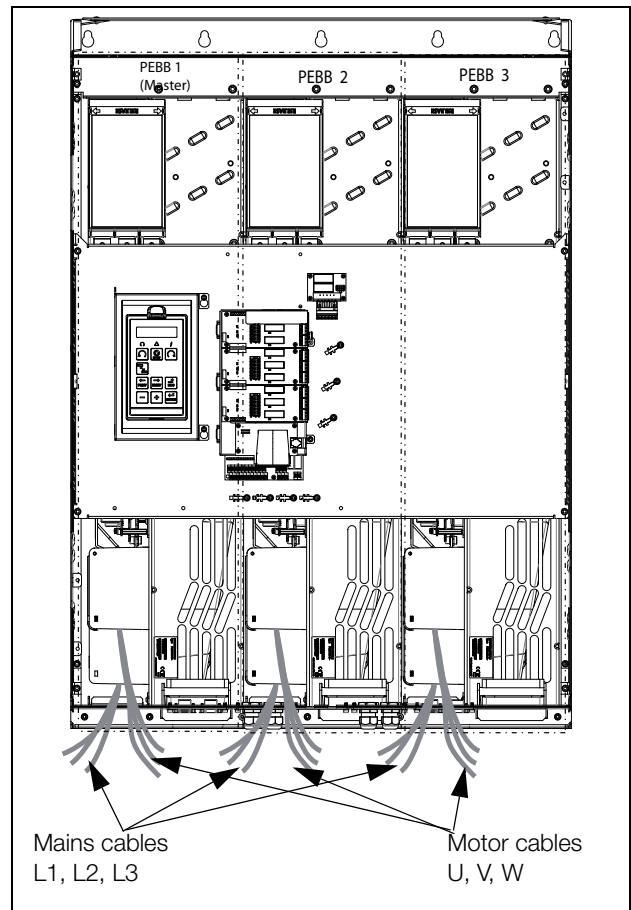 PEBB 1
(Master)
PEBB 2
PEBB 3
Mains cables
L1, L2, L3
Motor cables
U, V, W